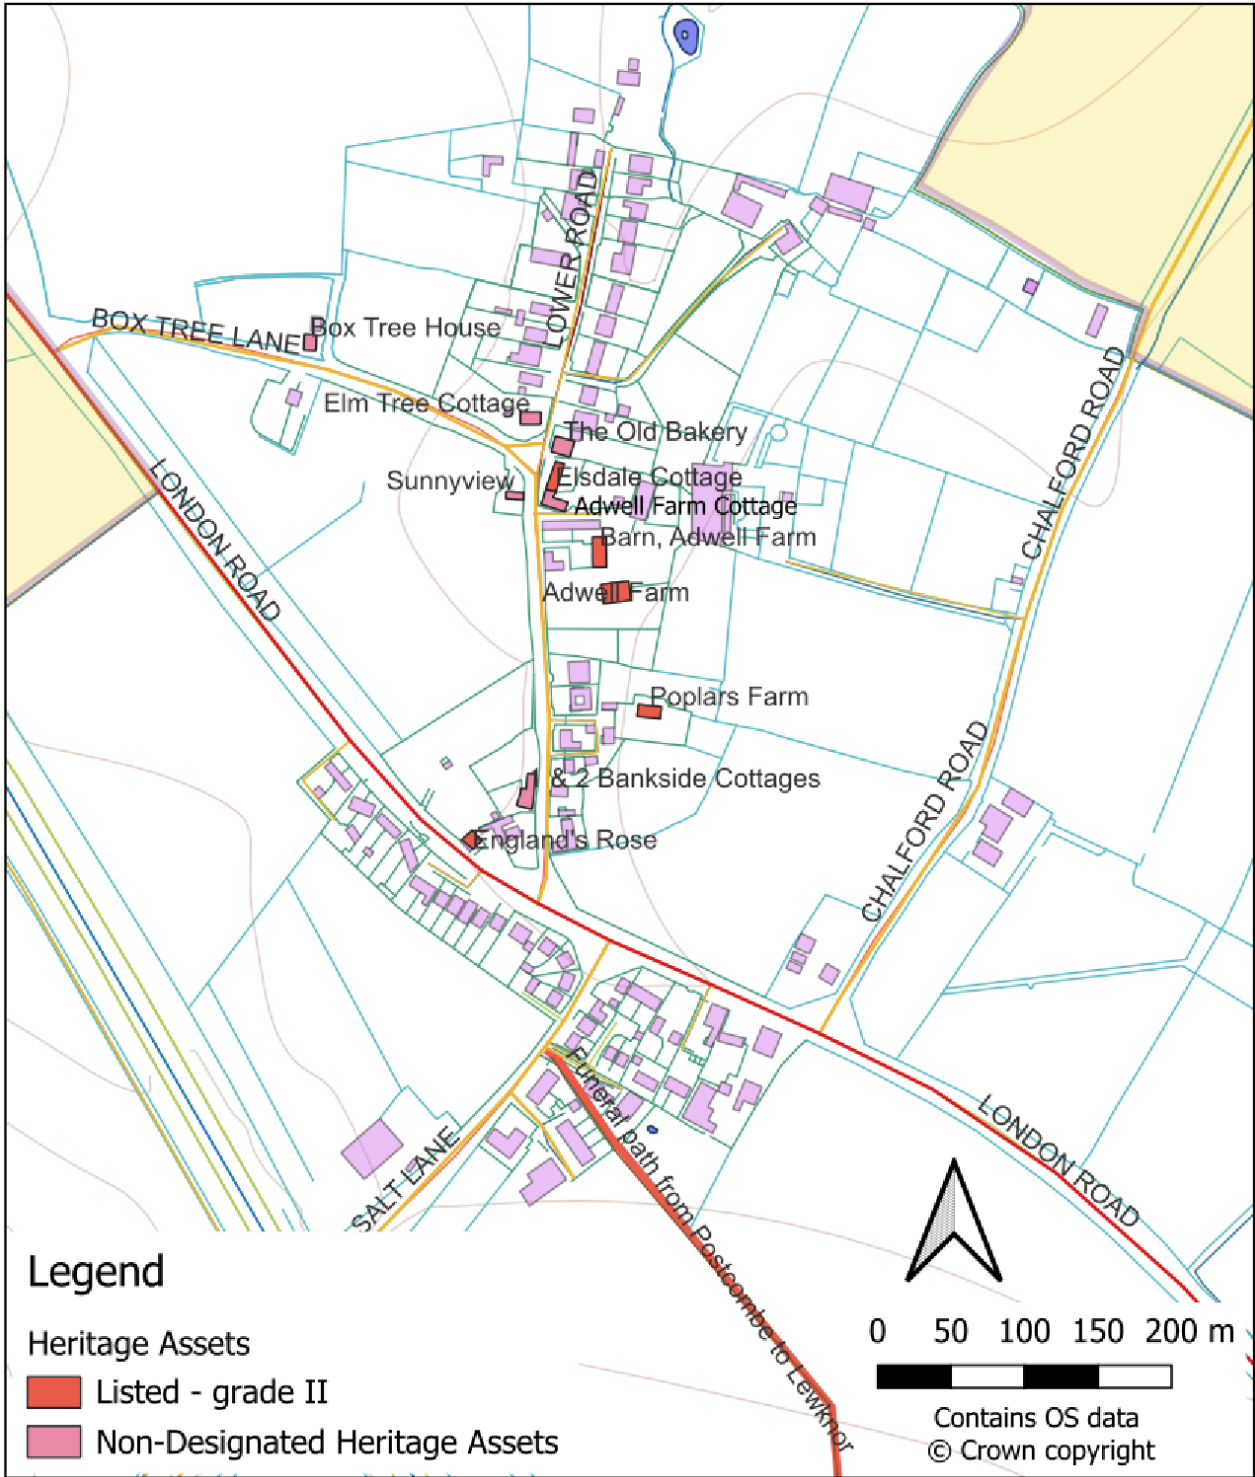 LOWER ROAD
BOX TREE LANE
Box Tree House
Elm Tree Cottage
The Old Bakery
Sunnyview
Elsdale Cottage
Adwell Farm Cottage
Barn, Adwell Farm
Adwell Farm
CHALFORD ROAD
LONDON ROAD
Poplars Farm
& 2 Bankside Cottages
England's Rose
CHALFORD ROAD
Funeral path from Postcombe to Lewknor
SALT LANE
LONDON ROAD
Legend
Heritage Assets
Listed - grade II
Non-Designated Heritage Assets
0 50 100 150 200 m
Contains OS data
© Crown copyright